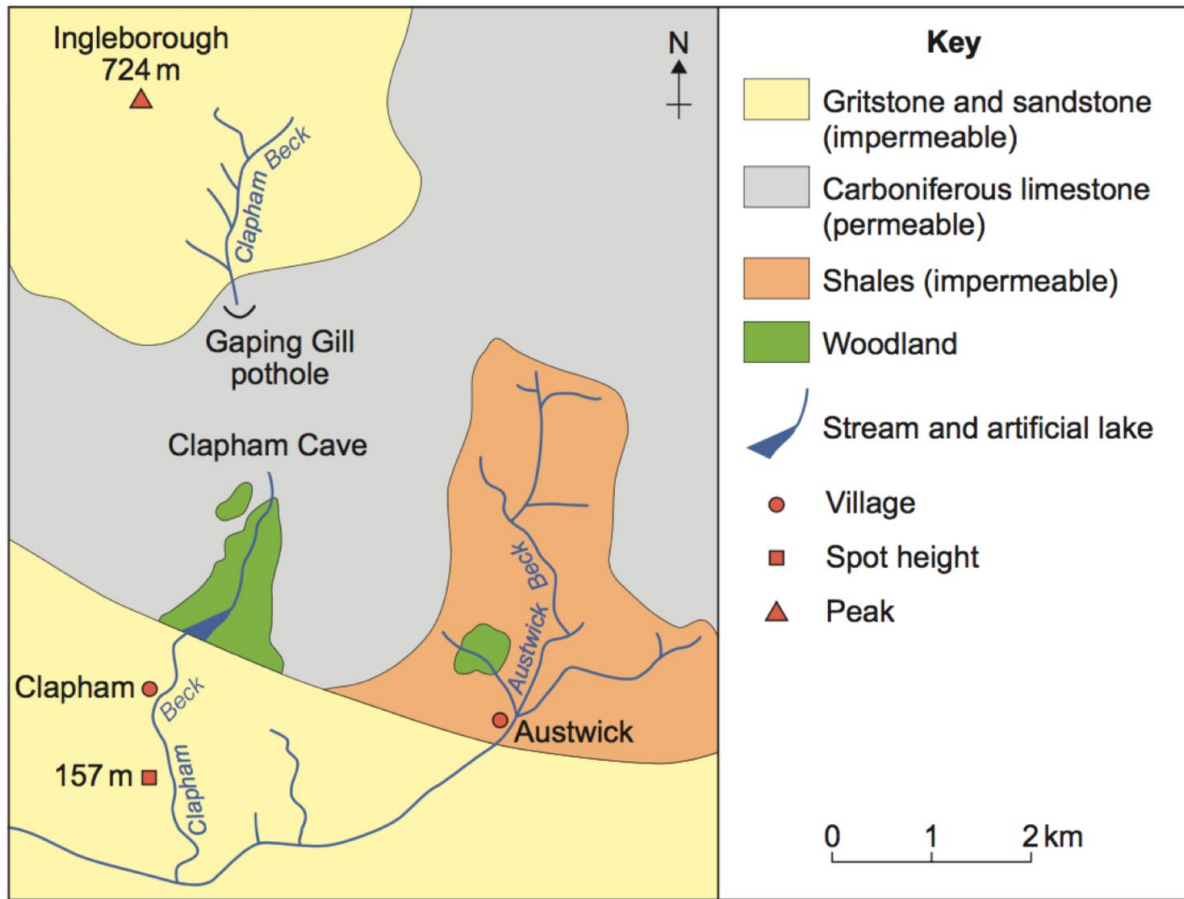 Ingleborough
724 m
N
Clapham Beck
Gaping Gill
pothole
Clapham Cave
Austwick Beck
Clapham
Beck
Clapham
157 m
Austwick
Key
Gritstone and sandstone
(impermeable)
Carboniferous limestone
(permeable)
Shales (impermeable)
Woodland
Stream and artificial lake
Village
Spot height
Peak
0 1 2 km